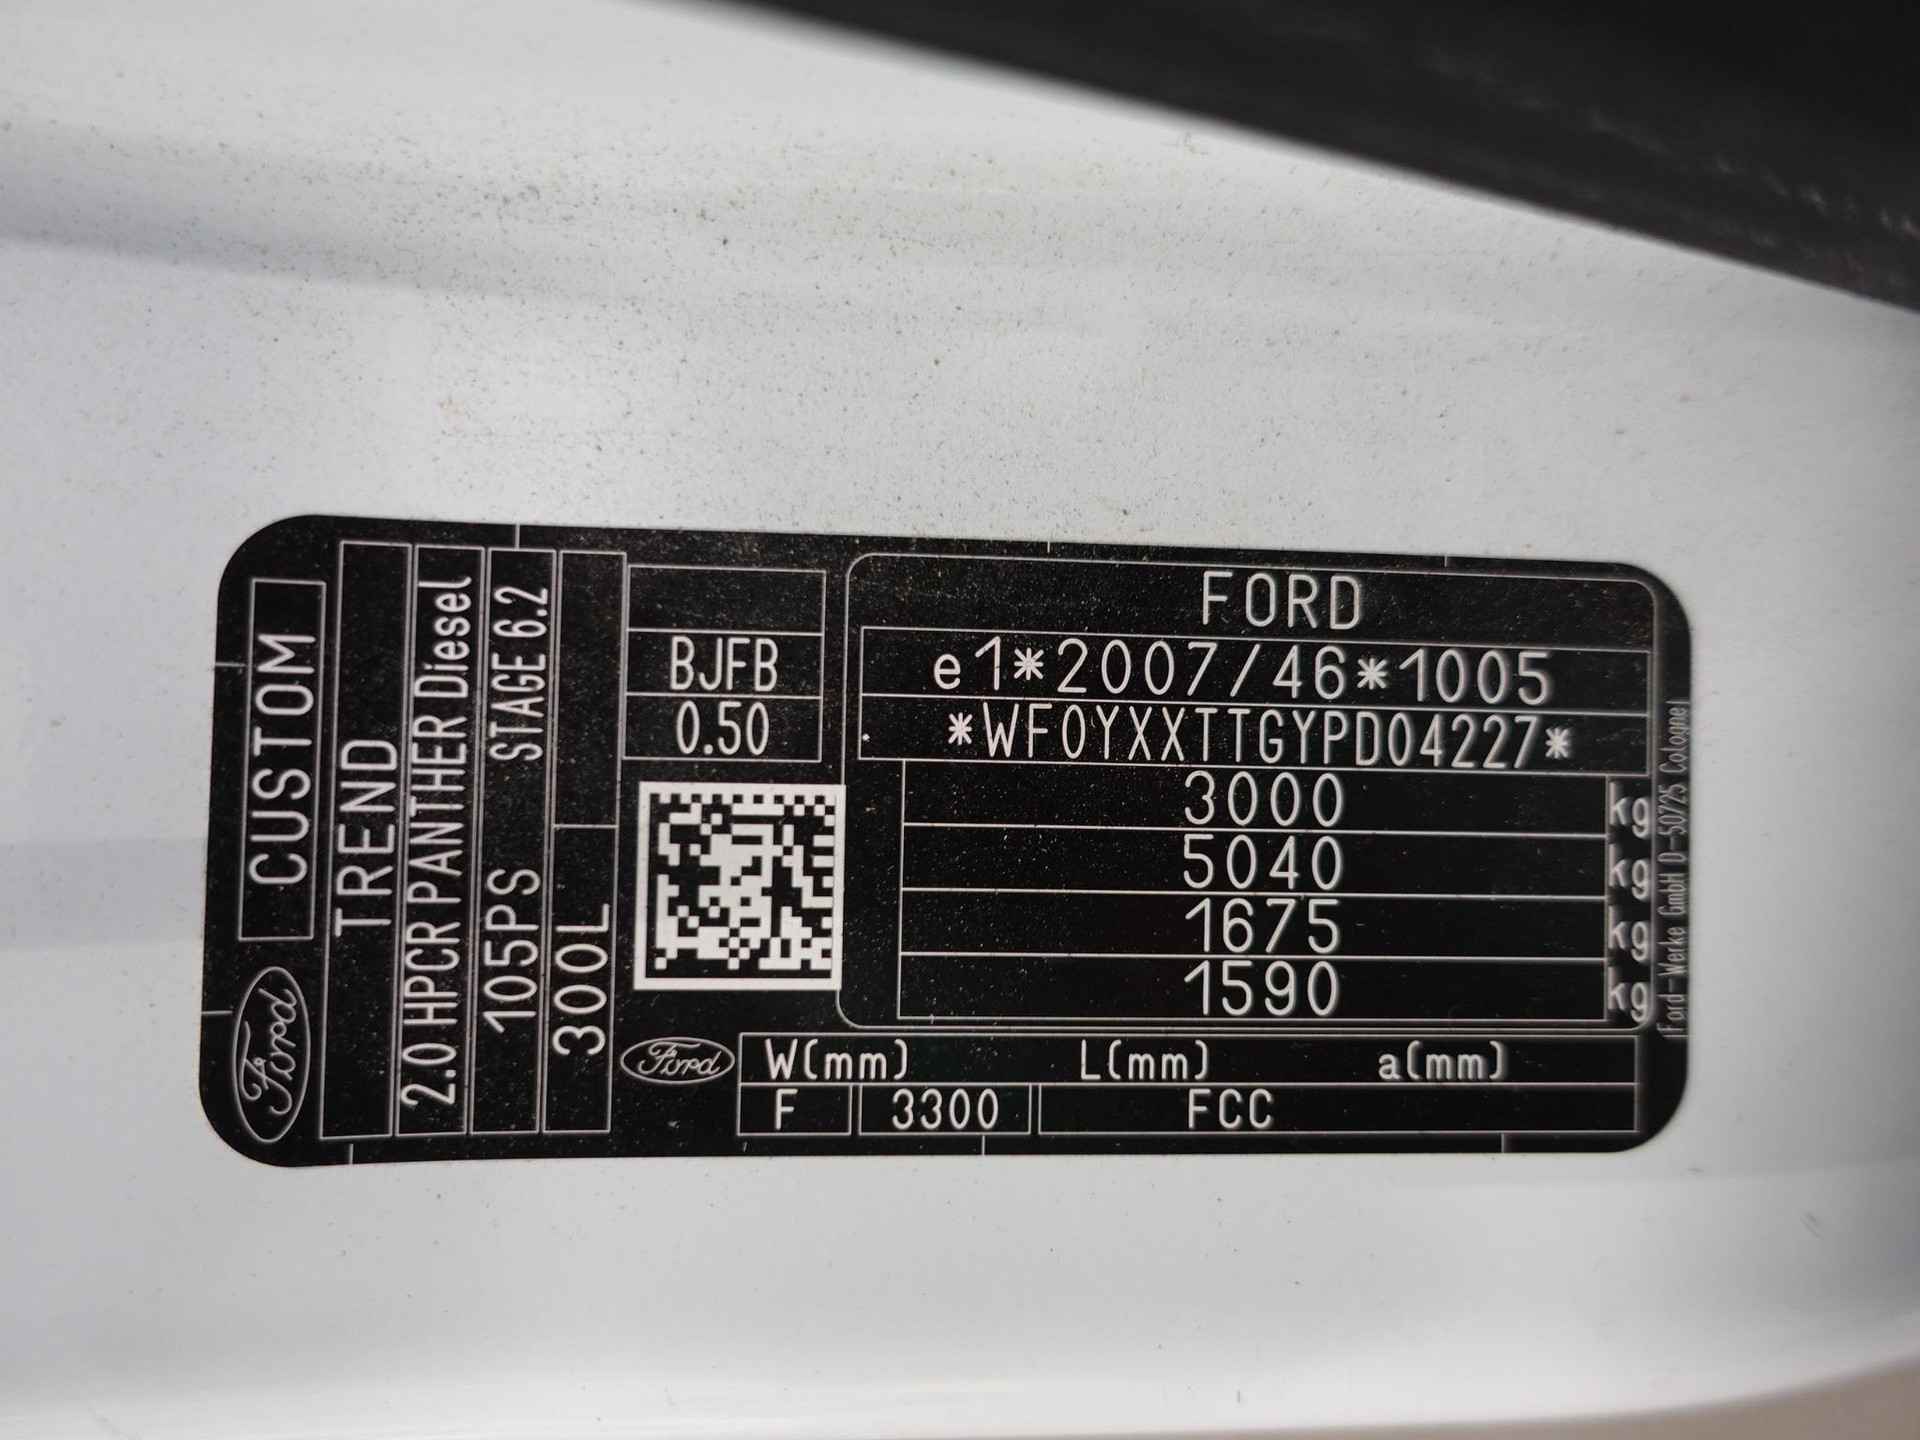 Ford
CUSTOM
TREND
2.0 HPCR PANTHER Diesel
105PS STAGE 6.2
300L
BJFB
0.50
FORD
e1*2007/46*1005
*WF0YXXTTGYPD04227*
3000 kg
5040 kg
1675 kg
1590 kg
Ford
W(mm) L(mm) a(mm)
F 3300 FCC
Ford-Werke GmbH D-50725 Cologne